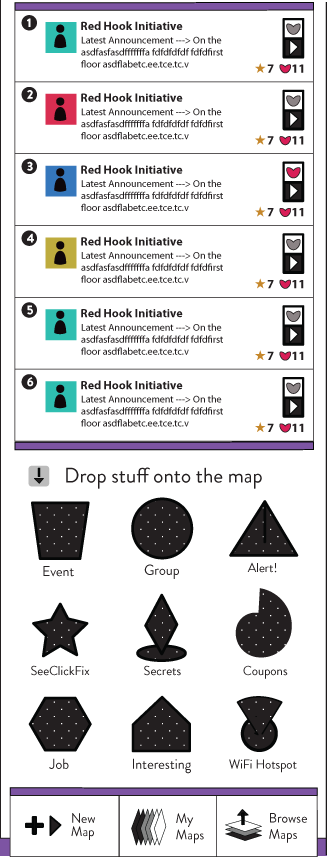 1
Red Hook Initiative
Latest Announcement ---> On the
asdfasfasdfffffffa fdfdfdfdf fdfdfirst
floor asdflabetc.ee.tce.tc.v
7 11
2
Red Hook Initiative
Latest Announcement ---> On the
asdfasfasdfffffffa fdfdfdfdf fdfdfirst
floor asdflabetc.ee.tce.tc.v
7 11
3
Red Hook Initiative
Latest Announcement ---> On the
asdfasfasdfffffffa fdfdfdfdf fdfdfirst
floor asdflabetc.ee.tce.tc.v
7 11
4
Red Hook Initiative
Latest Announcement ---> On the
asdfasfasdfffffffa fdfdfdfdf fdfdfirst
floor asdflabetc.ee.tce.tc.v
7 11
5
Red Hook Initiative
Latest Announcement ---> On the
asdfasfasdfffffffa fdfdfdfdf fdfdfirst
floor asdflabetc.ee.tce.tc.v
7 11
6
Red Hook Initiative
Latest Announcement ---> On the
asdfasfasdfffffffa fdfdfdfdf fdfdfirst
floor asdflabetc.ee.tce.tc.v
7 11
Drop stuff onto the map
Event Group Alert!
SeeClickFix Secrets Coupons
Job Interesting WiFi Hotspot
New
Map
My
Maps
Browse
Maps